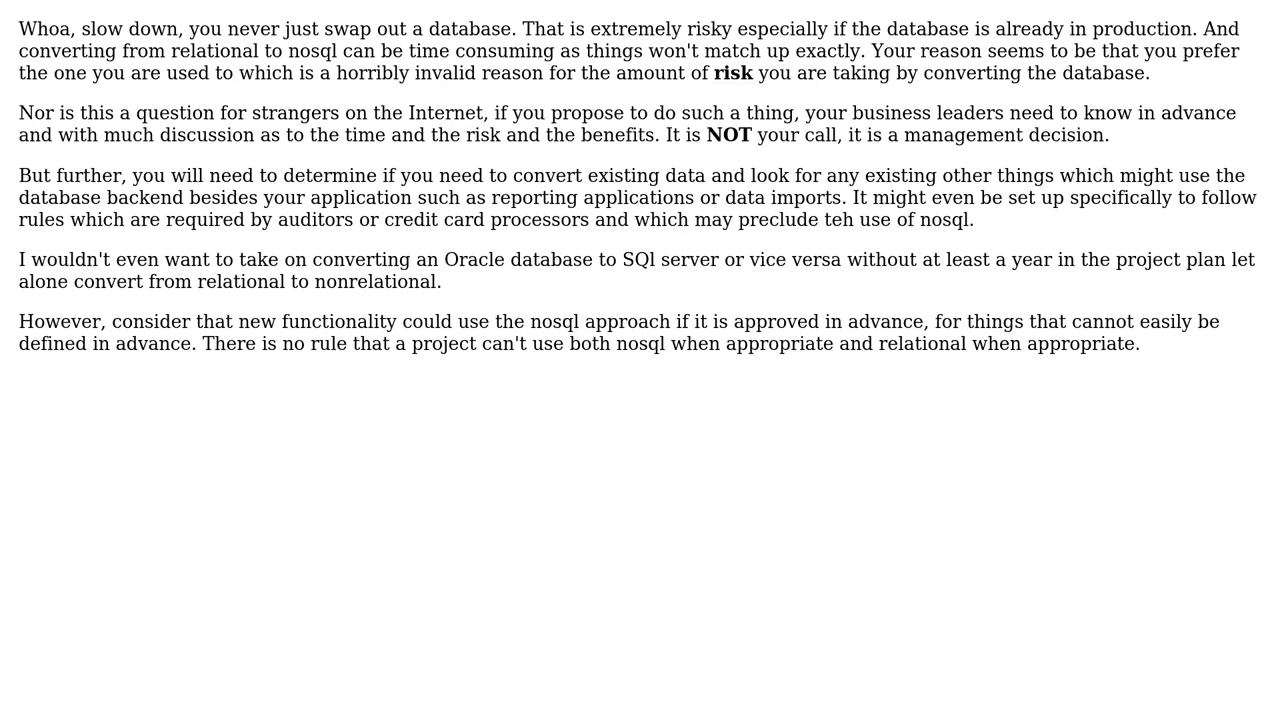 Whoa, slow down, you never just swap out a database. That is extremely risky especially if the database is already in production. And
converting from relational to nosql can be time consuming as things won't match up exactly. Your reason seems to be that you prefer
the one you are used to which is a horribly invalid reason for the amount of risk you are taking by converting the database.
Nor is this a question for strangers on the Internet, if you propose to do such a thing, your business leaders need to know in advance
and with much discussion as to the time and the risk and the benefits. It is NOT your call, it is a management decision.
But further, you will need to determine if you need to convert existing data and look for any existing other things which might use the
database backend besides your application such as reporting applications or data imports. It might even be set up specifically to follow
rules which are required by auditors or credit card processors and which may preclude teh use of nosql.
I wouldn't even want to take on converting an Oracle database to SQl server or vice versa without at least a year in the project plan let
alone convert from relational to nonrelational.
However, consider that new functionality could use the nosql approach if it is approved in advance, for things that cannot easily be
defined in advance. There is no rule that a project can't use both nosql when appropriate and relational when appropriate.